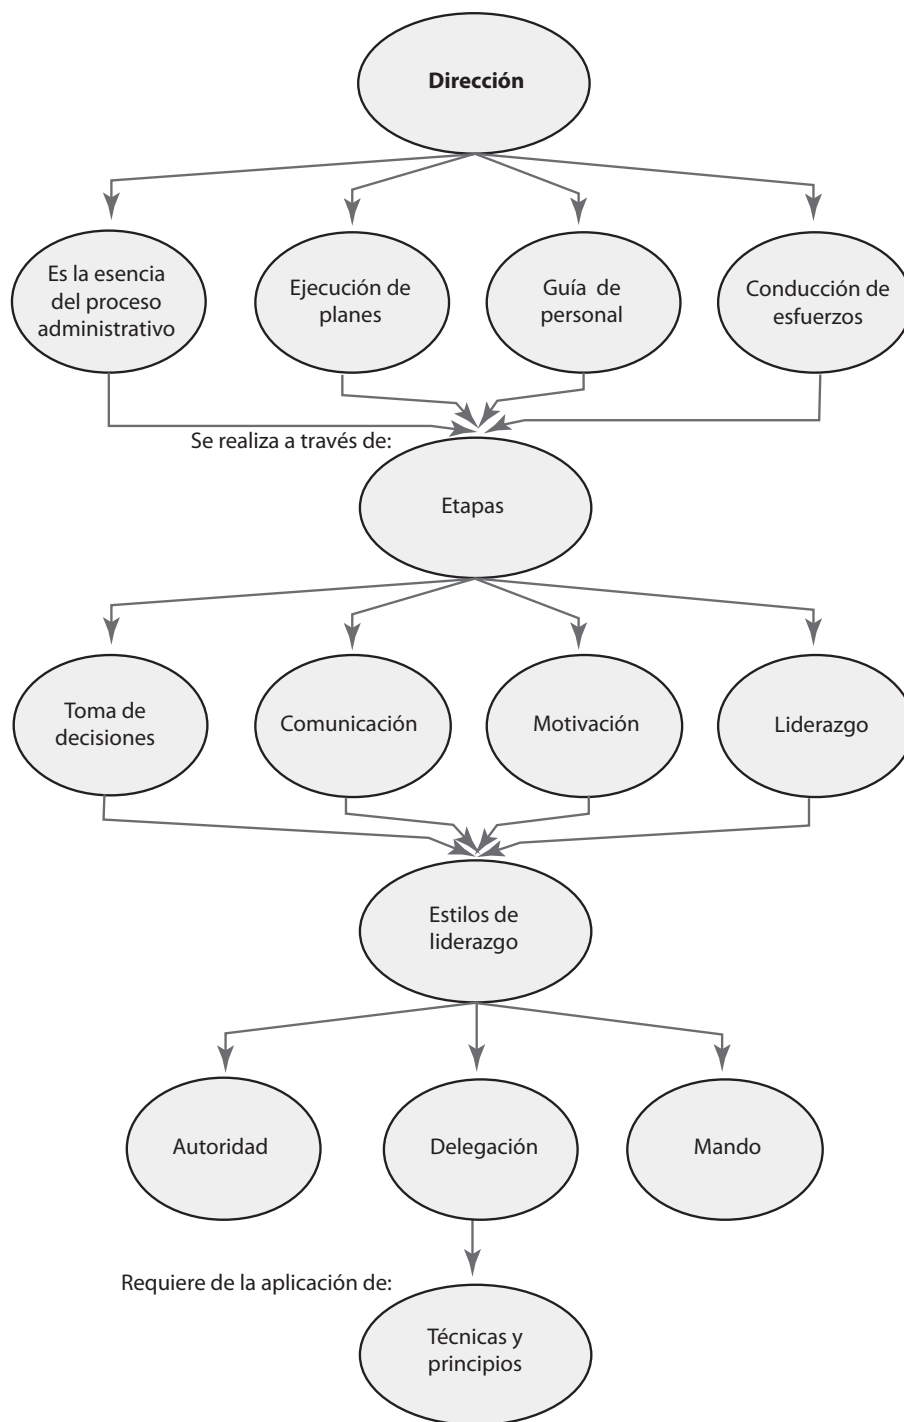 Dirección
Es la esencia
del proceso
administrativo
Ejecución de
planes
Guía de
personal
Conducción de
esfuerzos
Se realiza a través de:
Etapas
Toma de
decisiones
Comunicación
Motivación
Liderazgo
Estilos de
liderazgo
Autoridad
Delegación
Mando
Requiere de la aplicación de:
Técnicas y
principios